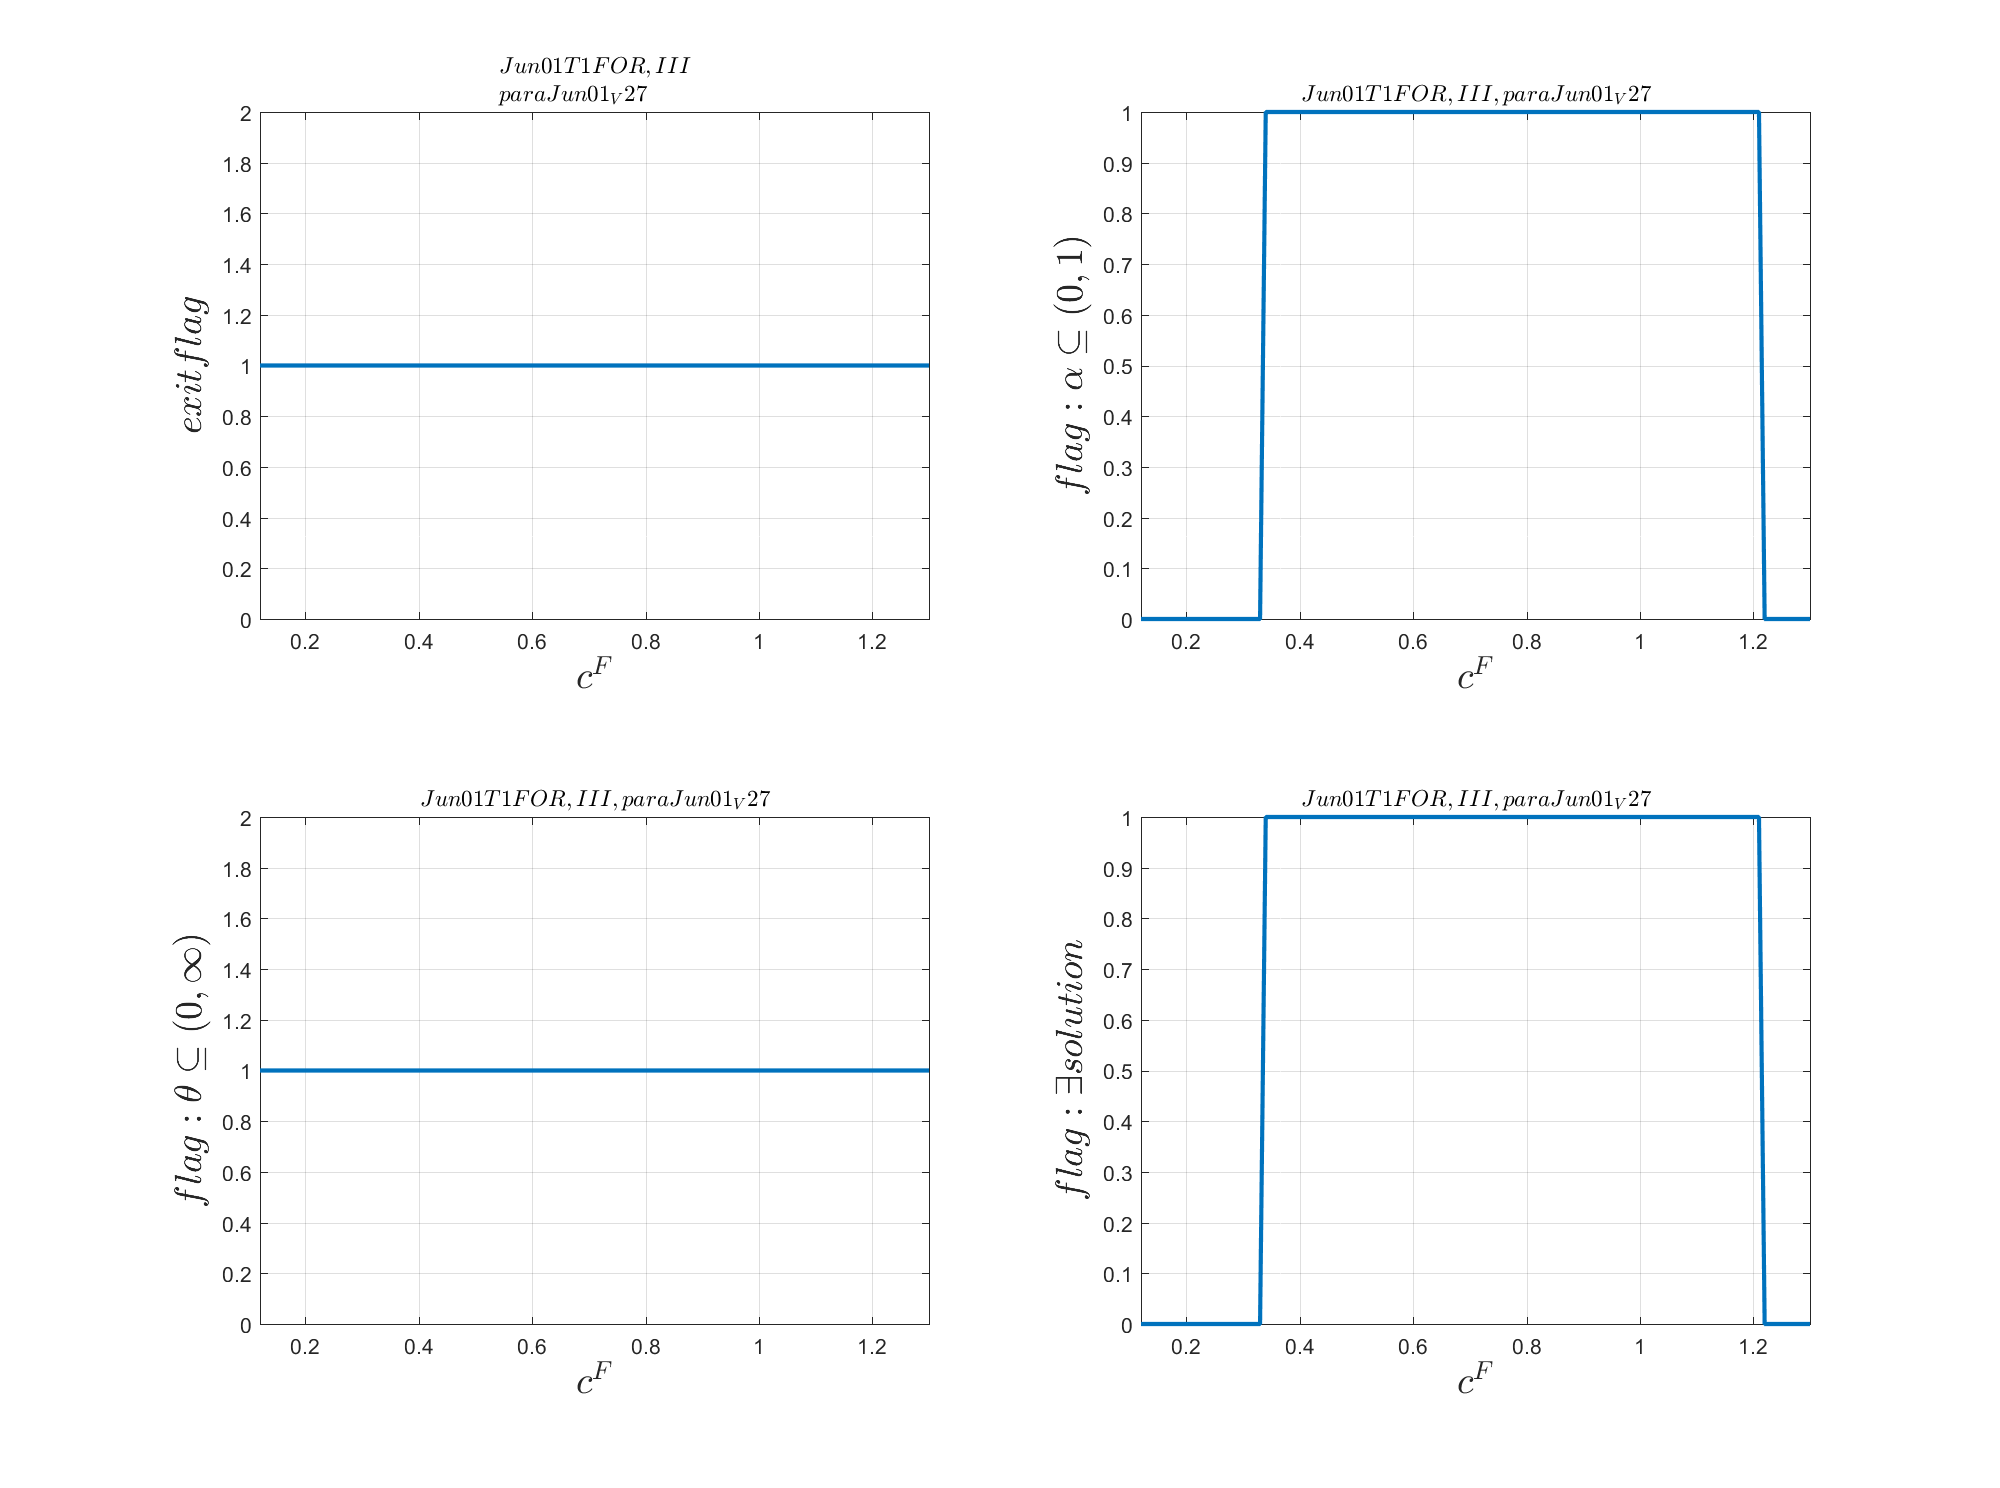 Jun01T1FOR, III
paraJun01_V27
2
1.8
1.6
1.4
1.2
1
0.8
0.6
0.4
0.2
0
exitflag
0.2 0.4 0.6 0.8 1 1.2
c^F
Jun01T1FOR, III, paraJun01_V27
1
0.9
0.8
0.7
0.6
0.5
0.4
0.3
0.2
0.1
0
flag : α ⊆ (0, 1)
0.2 0.4 0.6 0.8 1 1.2
c^F
Jun01T1FOR, III, paraJun01_V27
2
1.8
1.6
1.4
1.2
1
0.8
0.6
0.4
0.2
0
flag : θ ⊆ (0, ∞)
0.2 0.4 0.6 0.8 1 1.2
c^F
Jun01T1FOR, III, paraJun01_V27
1
0.9
0.8
0.7
0.6
0.5
0.4
0.3
0.2
0.1
0
flag : ∃solution
0.2 0.4 0.6 0.8 1 1.2
c^F